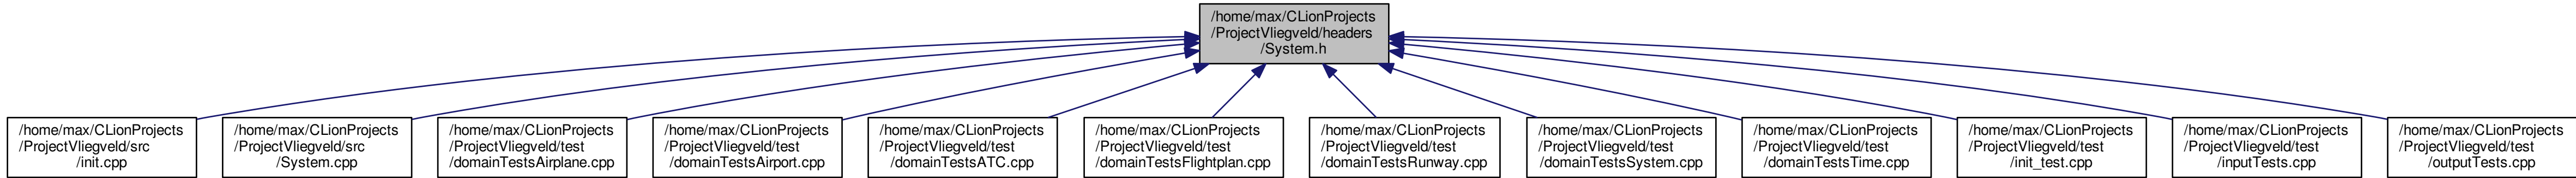 /home/max/CLionProjects
/ProjectVliegveld/headers
/System.h
/home/max/CLionProjects
/ProjectVliegveld/src
/init.cpp
/home/max/CLionProjects
/ProjectVliegveld/src
/System.cpp
/home/max/CLionProjects
/ProjectVliegveld/test
/domainTestsAirplane.cpp
/home/max/CLionProjects
/ProjectVliegveld/test
/domainTestsAirport.cpp
/home/max/CLionProjects
/ProjectVliegveld/test
/domainTestsATC.cpp
/home/max/CLionProjects
/ProjectVliegveld/test
/domainTestsFlightplan.cpp
/home/max/CLionProjects
/ProjectVliegveld/test
/domainTestsRunway.cpp
/home/max/CLionProjects
/ProjectVliegveld/test
/domainTestsSystem.cpp
/home/max/CLionProjects
/ProjectVliegveld/test
/domainTestsTime.cpp
/home/max/CLionProjects
/ProjectVliegveld/test
/init_test.cpp
/home/max/CLionProjects
/ProjectVliegveld/test
/inputTests.cpp
/home/max/CLionProjects
/ProjectVliegveld/test
/outputTests.cpp